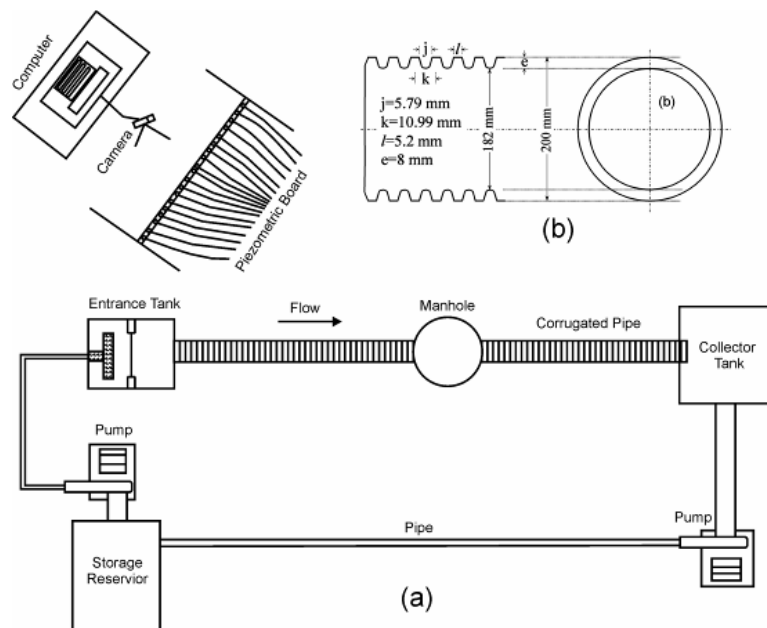 Computer
Camera
Piezometric Board
j
l
e
k
j=5.79 mm
k=10.99 mm
l=5.2 mm
e=8 mm
182 mm
200 mm
(b)
(b)
Entrance Tank
Flow
Manhole
Corrugated Pipe
Collector
Tank
Pump
Pipe
Pump
Storage
Reservior
(a)